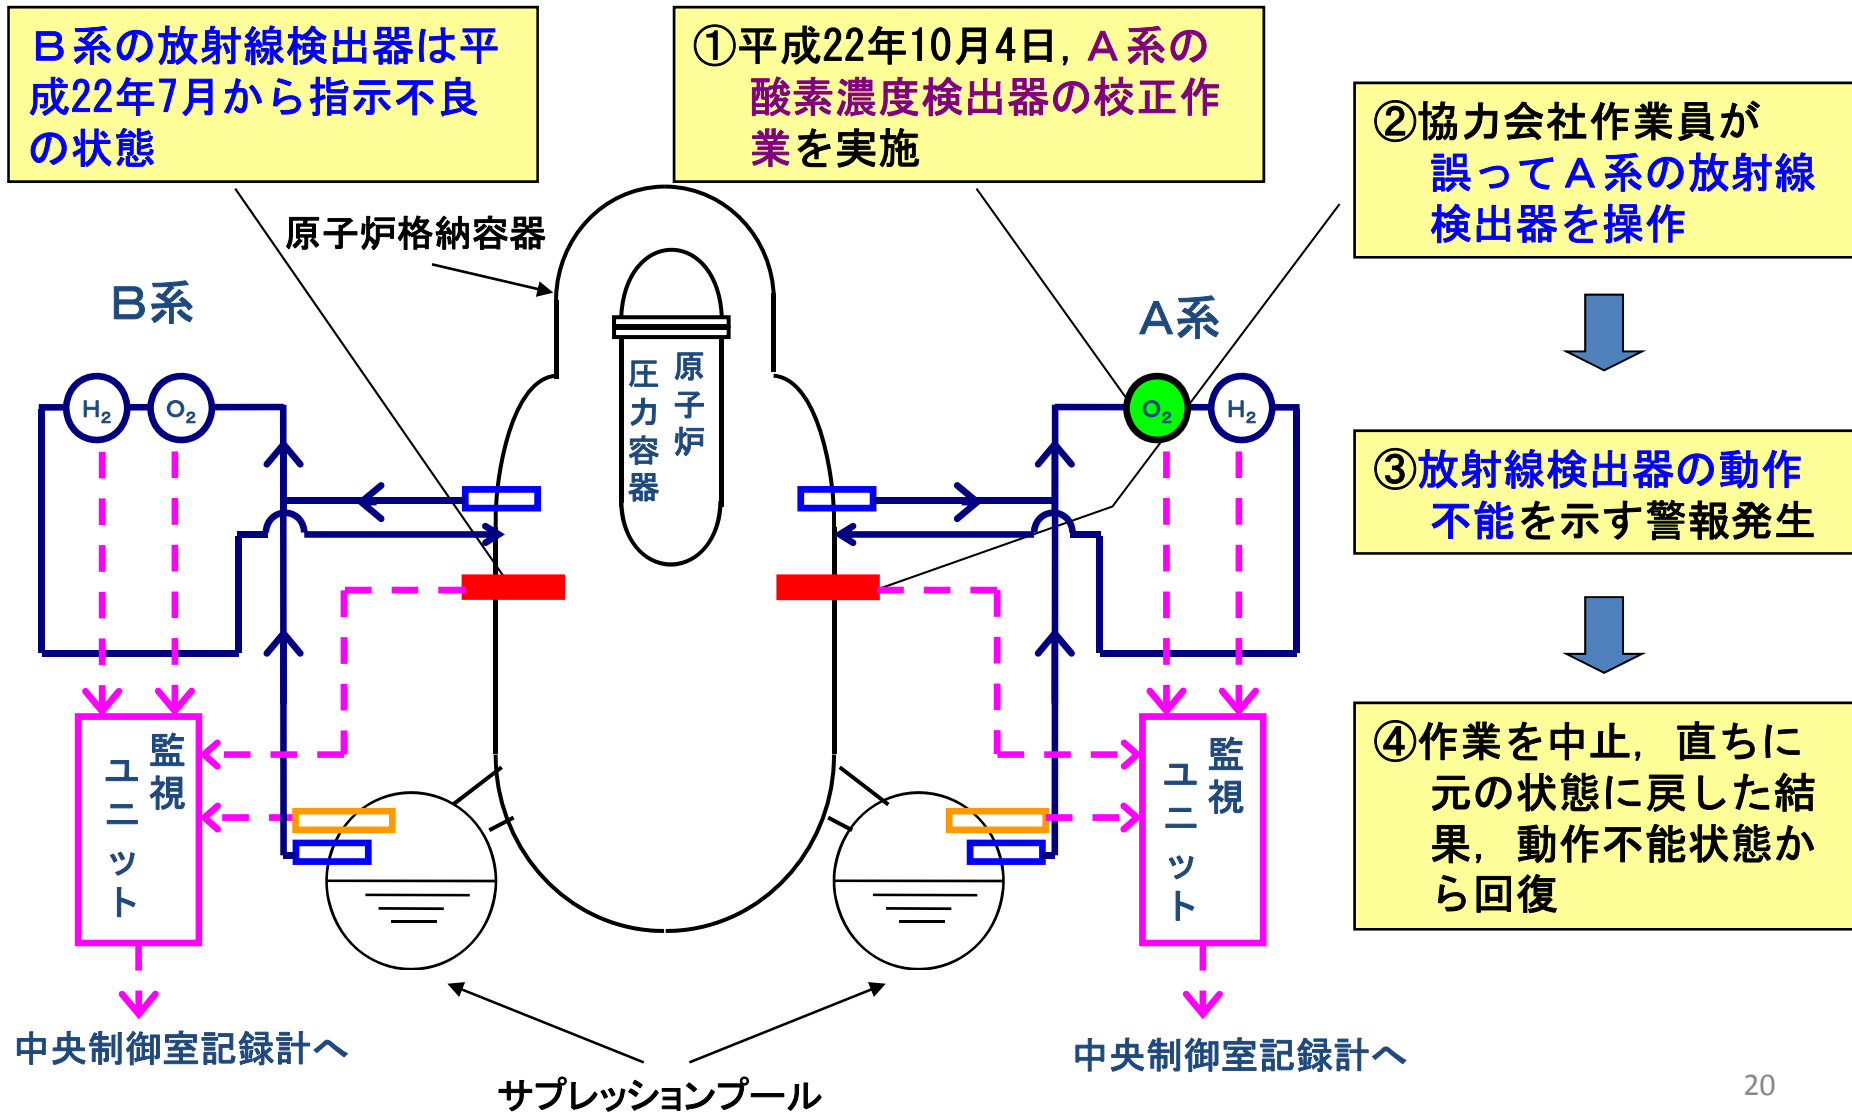 B系の放射線検出器は平
成22年7月から指示不良
の状態
①平成22年10月4日，A系の
酸素濃度検出器の校正作
業を実施
②協力会社作業員が
誤ってA系の放射線
検出器を操作
③放射線検出器の動作
不能を示す警報発生
④作業を中止，直ちに
元の状態に戻した結
果，動作不能状態か
ら回復
原子炉格納容器
B系
A系
原子炉
圧力容器
H₂
O₂
O₂
H₂
監視
ユニット
監視
ユニット
中央制御室記録計へ
中央制御室記録計へ
サプレッションプール
20